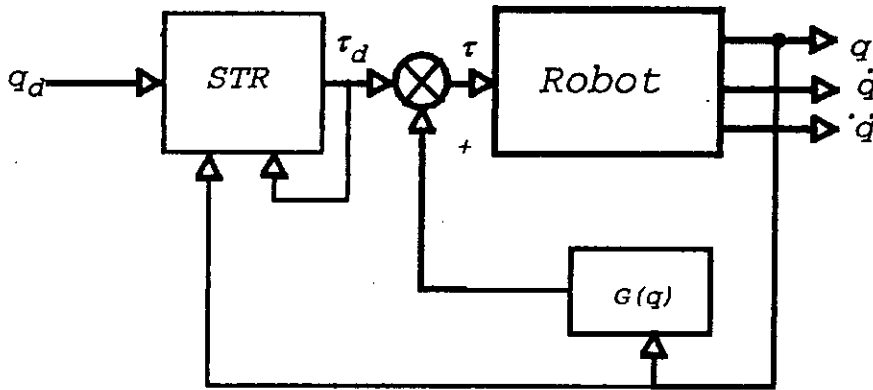 q_d
STR
τ_d
τ
+
Robot
q
q̇
·q̇
G(q)